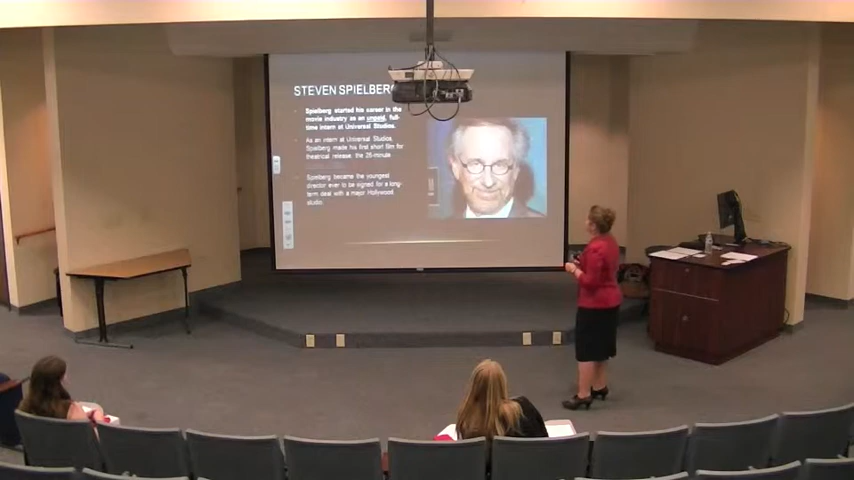 STEVEN SPIELBERG
Spielberg started his career in the
movie industry as an unpaid, full-
time intern at Universal Studios.
As an intern at Universal Studios
Spielberg made his first short film for
theatrical release, the 26-minute
Spielberg became the youngest
director ever to be signed for a long-
term deal with a major Hollywood
studio